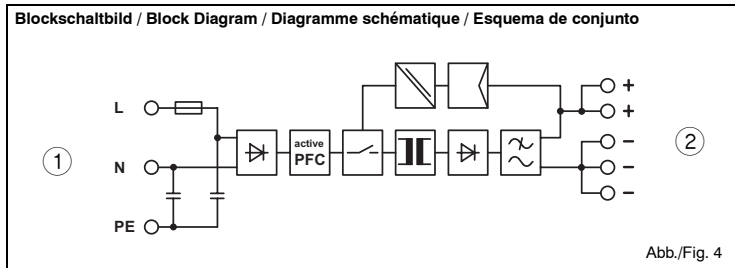 Blockschaltbild / Block Diagram / Diagramme schématique / Esquema de conjunto
L
N
PE
1
active
PFC
+
+
−
−
−
2
Abb./Fig. 4